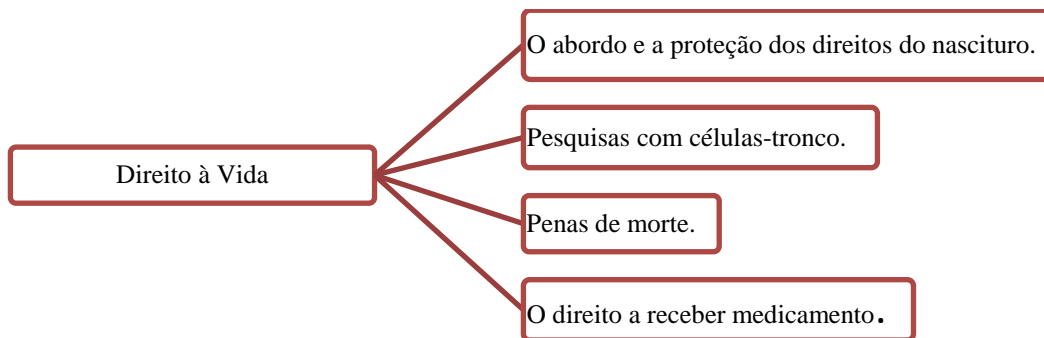 O abordo e a proteção dos direitos do nascituro.
Pesquisas com células-tronco.
Direito à Vida
Penas de morte.
O direito a receber medicamento.